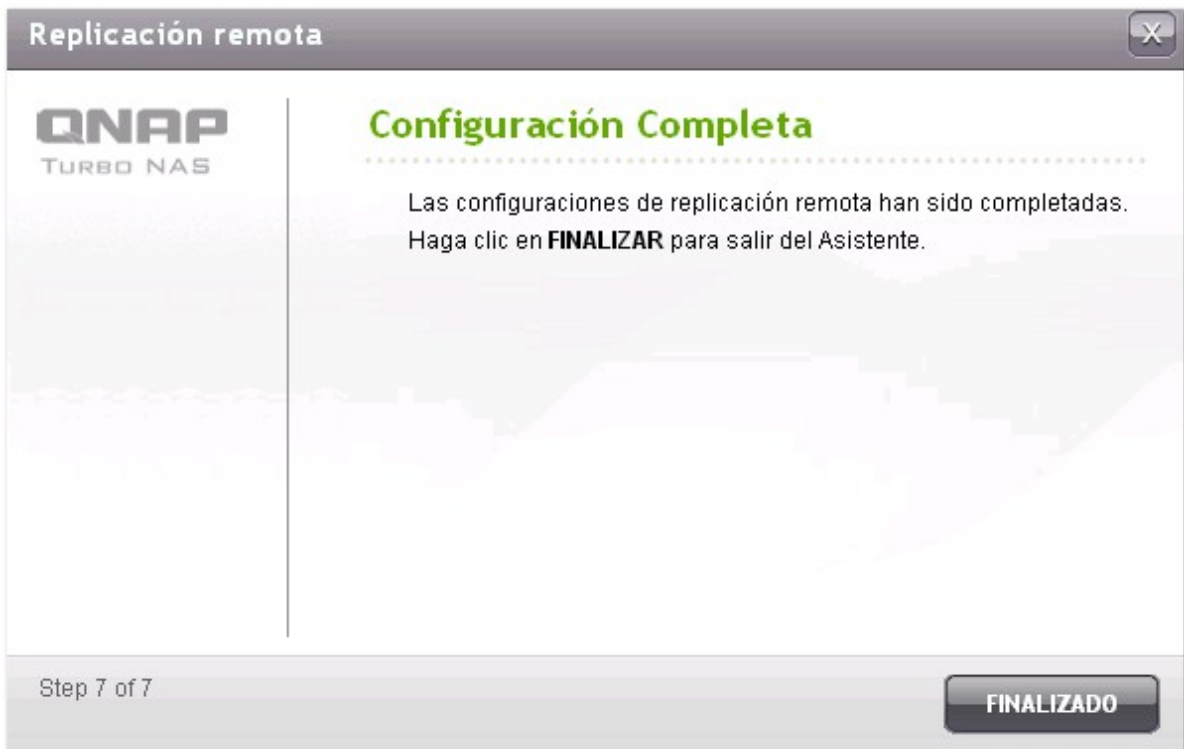 Replicación remota
X
QNAP
TURBO NAS
Configuración Completa
Las configuraciones de replicación remota han sido completadas.
Haga clic en FINALIZAR para salir del Asistente.
Step 7 of 7
FINALIZADO